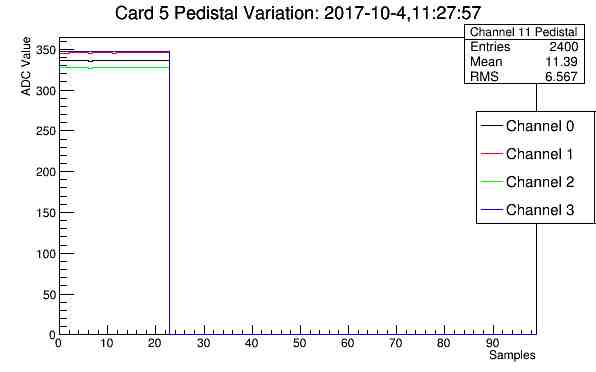 Card 5 Pedistal Variation: 2017-10-4,11:27:57
Channel 11 Pedistal
Entries 2400
Mean 11.39
RMS 6.567
ADC Value
350
300
250
200
150
100
50
0
Channel 0
Channel 1
Channel 2
Channel 3
0 10 20 30 40 50 60 70 80 90
Samples